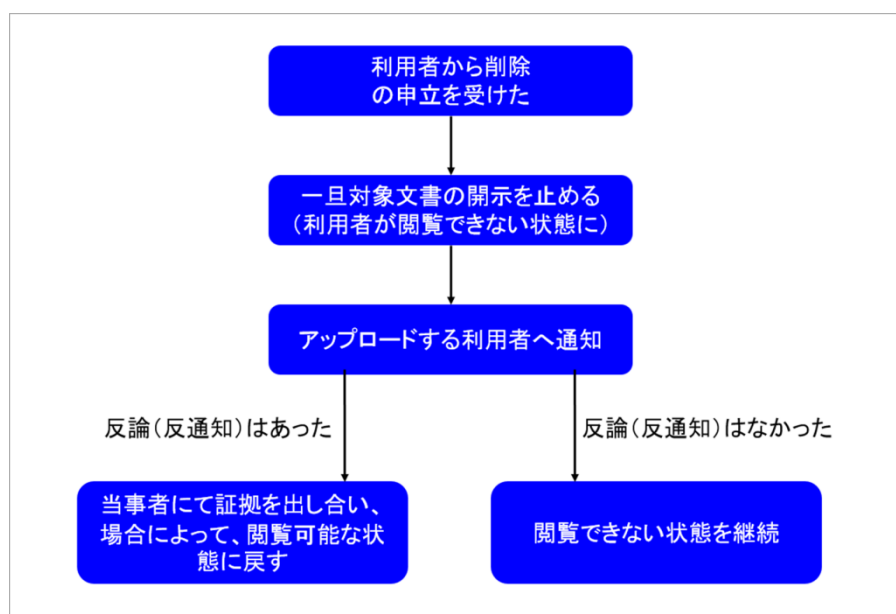 利用者から削除
の申立を受けた
一旦対象文書の開示を止める
(利用者が閲覧できない状態に)
アップロードする利用者へ通知
反論(反通知)はあった
反論(反通知)はなかった
当事者にて証拠を出し合い、
場合によって、閲覧可能な状
態に戻す
閲覧できない状態を継続